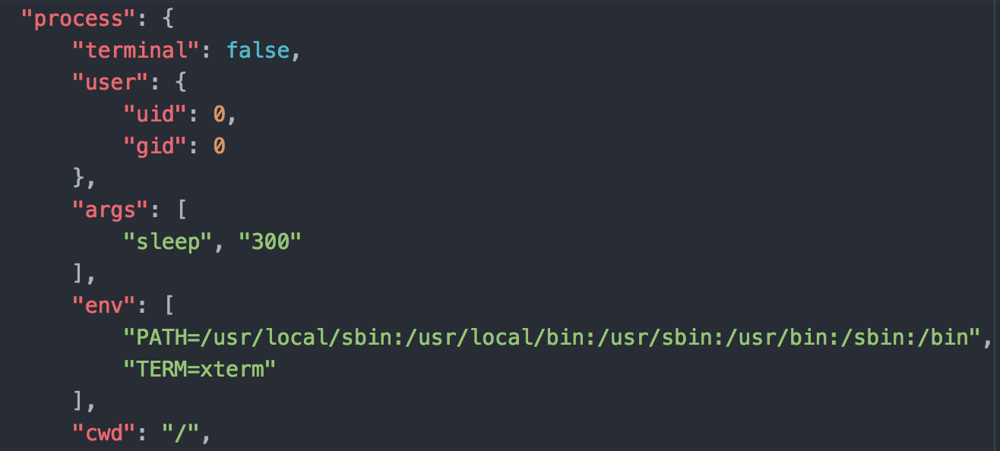 "process": {
    "terminal": false,
    "user": {
        "uid": 0,
        "gid": 0
    },
    "args": [
        "sleep", "300"
    ],
    "env": [
        "PATH=/usr/local/sbin:/usr/local/bin:/usr/sbin:/usr/bin:/sbin:/bin",
        "TERM=xterm"
    ],
    "cwd": "/",